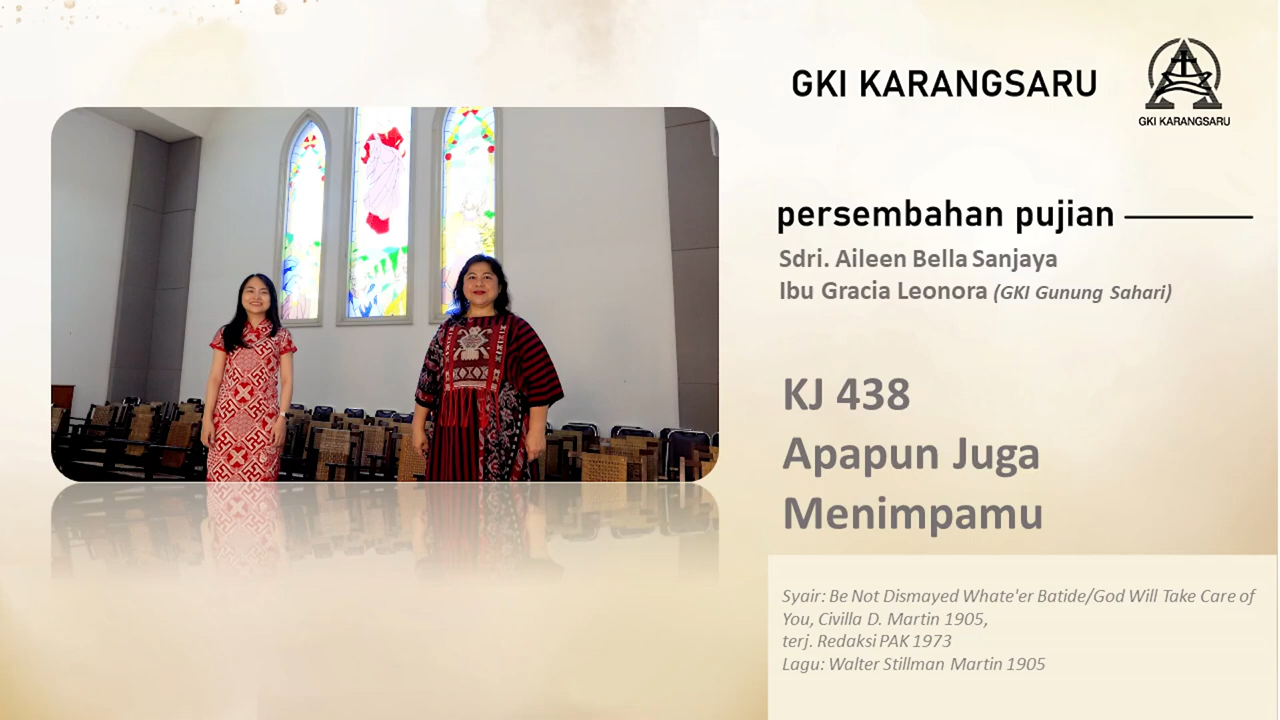 GKI KARANGSARU
GKI KARANGSARU
persembahan pujian
Sdri. Aileen Bella Sanjaya
Ibu Gracia Leonora (GKI Gunung Sahari)
KJ 438
Apapun Juga
Menimpamu
Syair: Be Not Dismayed Whate'er Batide/God Will Take Care of
You, Civilla D. Martin 1905,
terj. Redaksi PAK 1973
Lagu: Walter Stillman Martin 1905